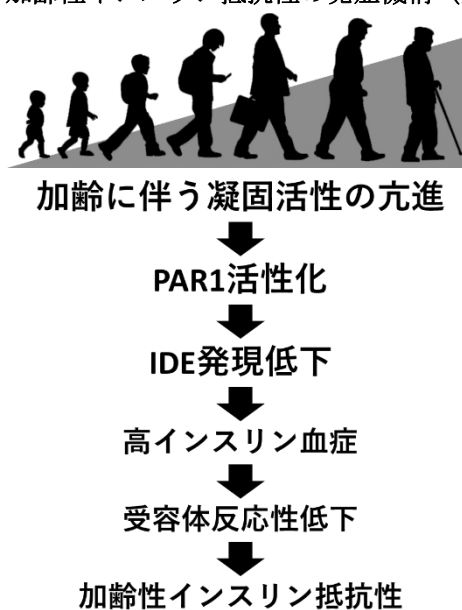 加齢に伴う凝固活性の亢進
PAR1活性化
IDE発現低下
高インスリン血症
受容体反応性低下
加齢性インスリン抵抗性